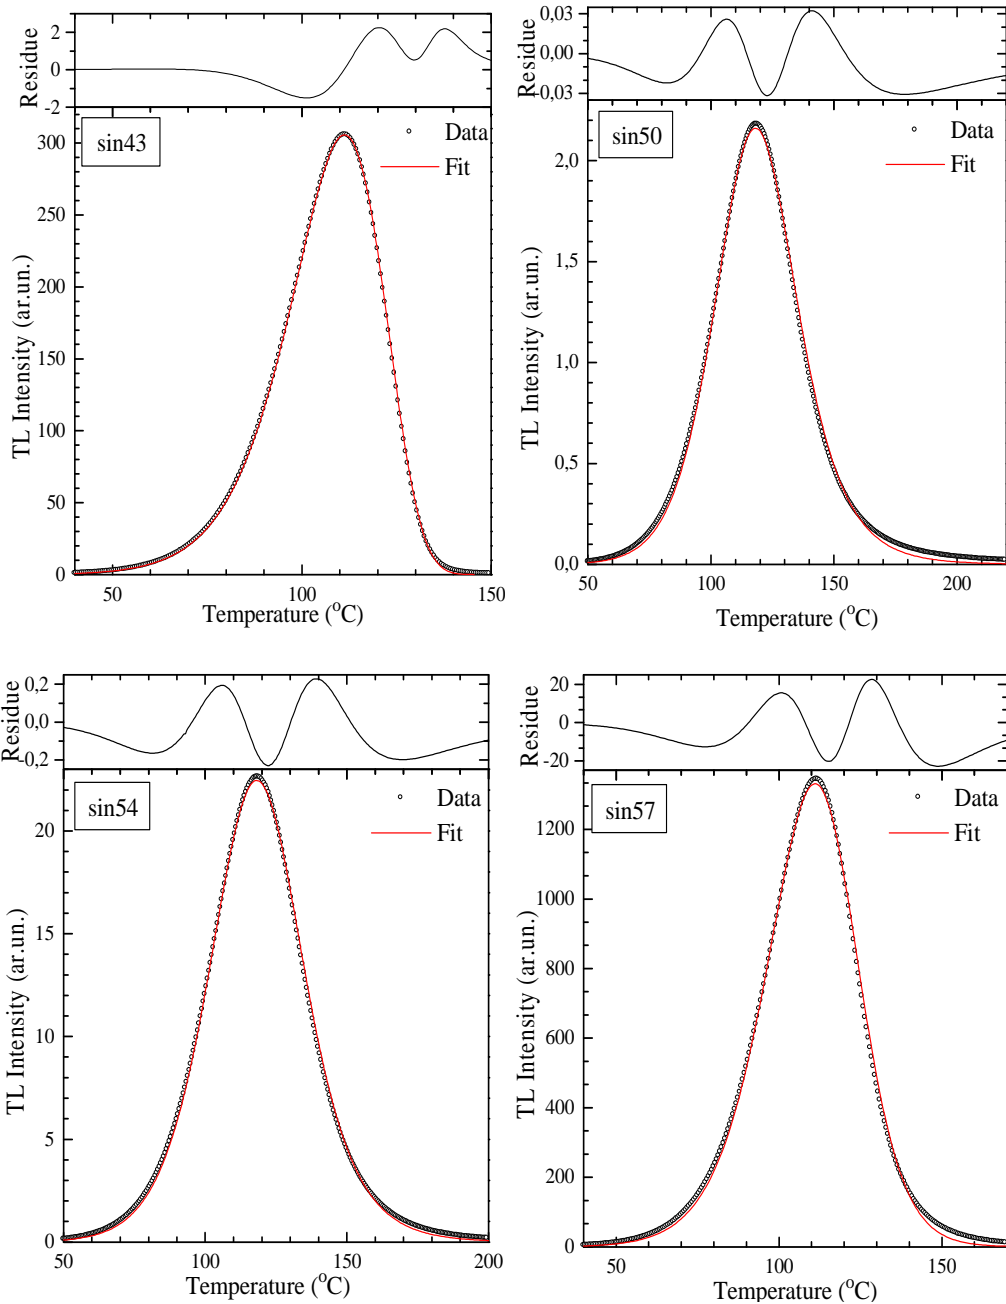 Residue
2
0
-2
sin43
Data
Fit
TL Intensity (ar.un.)
300
250
200
150
100
50
0
50
100
150
Temperature (°C)
Residue
0,03
0,00
-0,03
sin50
Data
Fit
TL Intensity (ar.un.)
2,0
1,5
1,0
0,5
0,0
50
100
150
200
Temperature (°C)
Residue
0,2
0,0
-0,2
sin54
Data
Fit
TL Intensity (ar.un.)
20
15
10
5
0
50
100
150
200
Temperature (°C)
Residue
20
0
-20
sin57
Data
Fit
TL Intensity (ar.un.)
1200
1000
800
600
400
200
0
50
100
150
Temperature (°C)